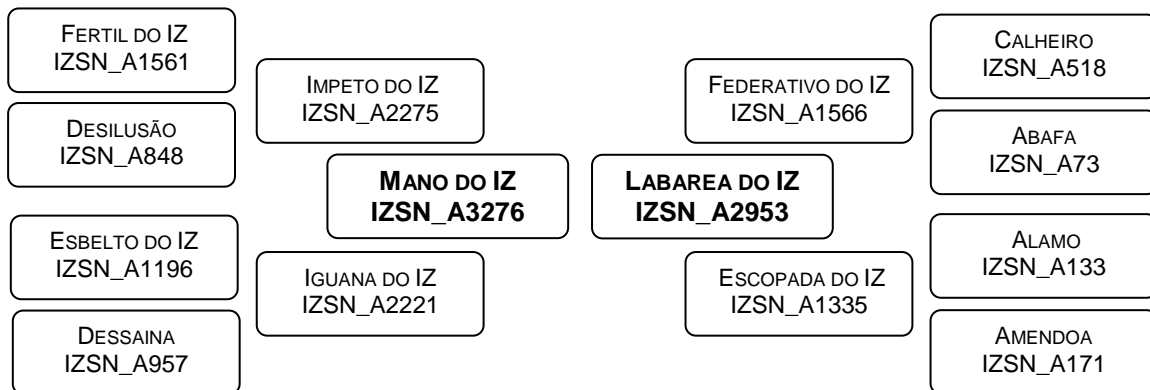 FERTIL DO IZ
IZSN_A1561
DESILUSÃO
IZSN_A848
ESBELTO DO IZ
IZSN_A1196
DESSAINA
IZSN_A957
IMPETO DO IZ
IZSN_A2275
IGUANA DO IZ
IZSN_A2221
MANO DO IZ
IZSN_A3276
LABAREA DO IZ
IZSN_A2953
FEDERATIVO DO IZ
IZSN_A1566
ESCOPADA DO IZ
IZSN_A1335
CALHEIRO
IZSN_A518
ABAFA
IZSN_A73
ALAMO
IZSN_A133
AMENDOA
IZSN_A171